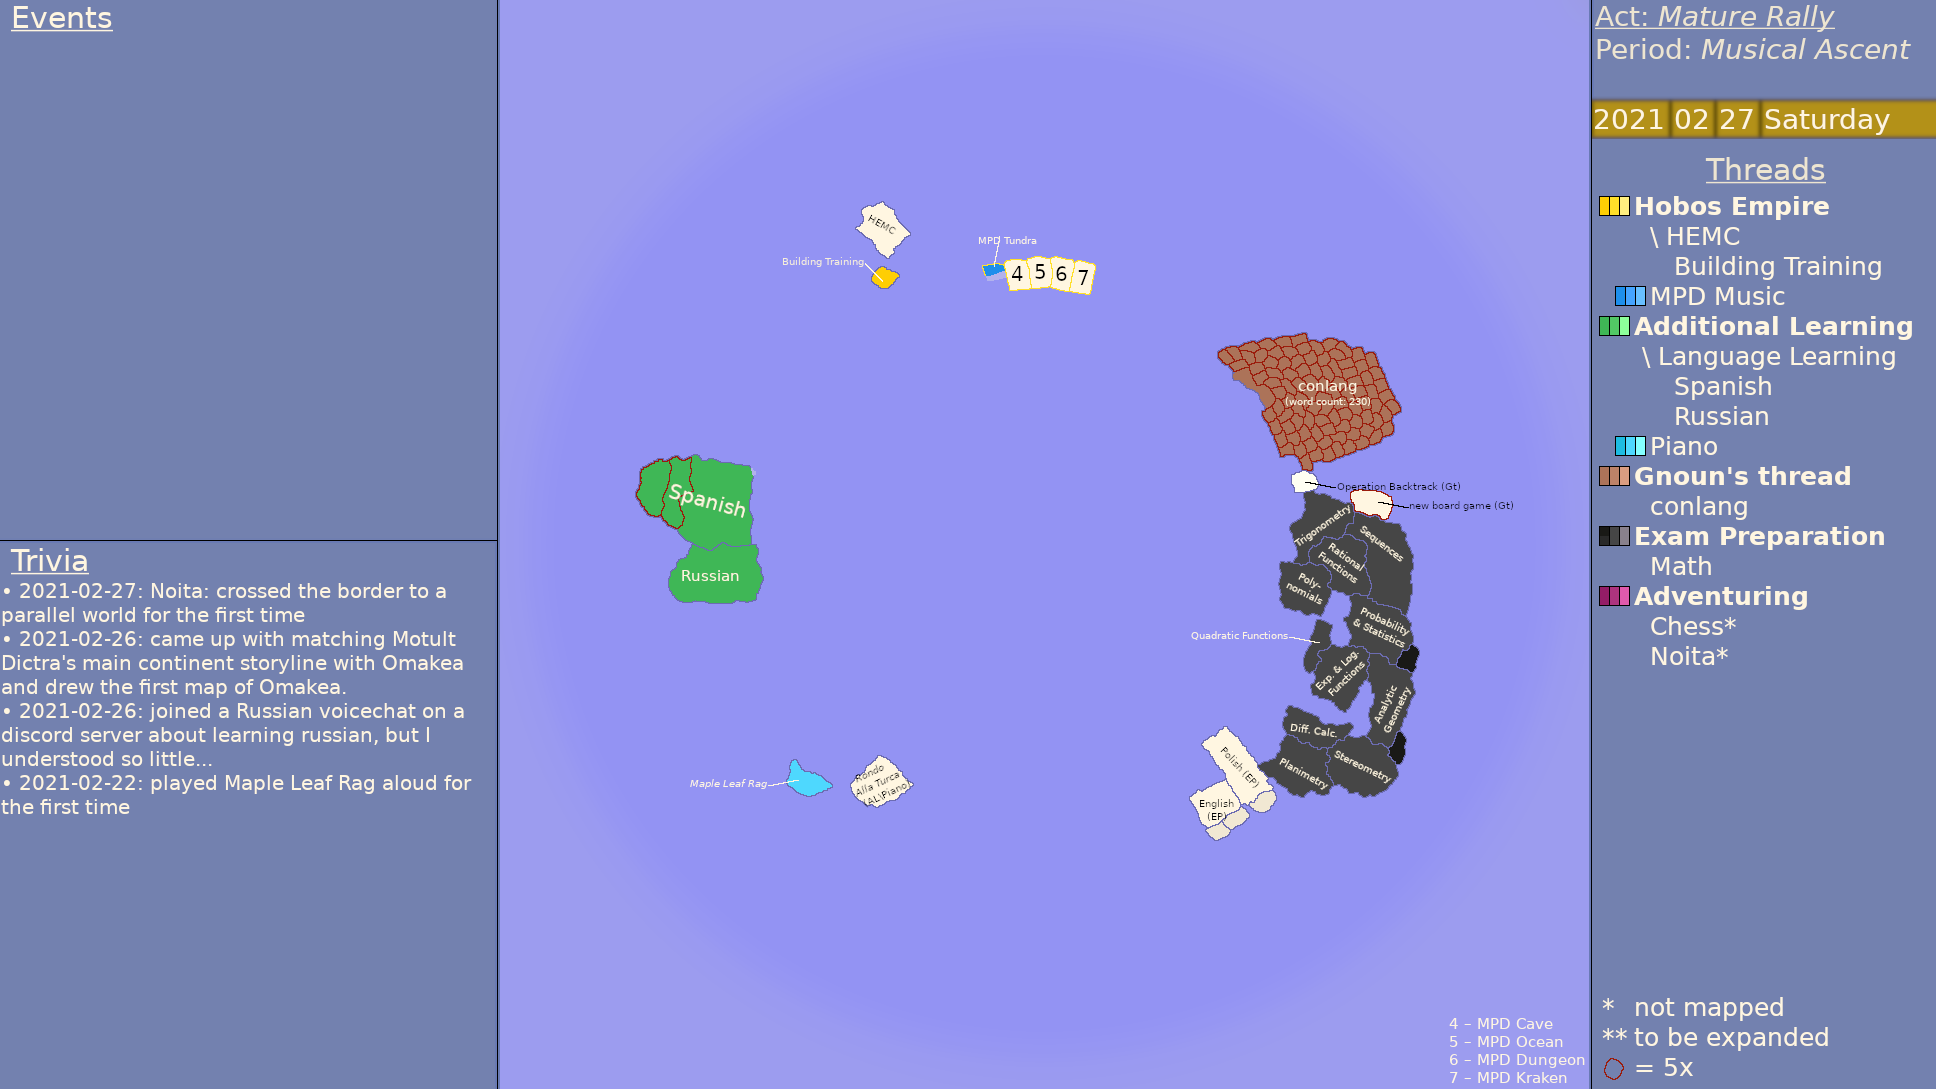 Events
Trivia
• 2021-02-27: Noita: crossed the border to a
parallel world for the first time
• 2021-02-26: came up with matching Motult
Dictra's main continent storyline with Omakea
and drew the first map of Omakea.
• 2021-02-26: joined a Russian voicechat on a
discord server about learning russian, but I
understood so little...
• 2021-02-22: played Maple Leaf Rag aloud for
the first time
HEMC
Building Training
MPD Tundra
4 5 6 7
conlang
(word count: 230)
Operation Backtrack (Gt)
new board game (Gt)
Spanish
Russian
Trigonometry
Sequences
Rational
Functions
Poly-
nomials
Probability
& Statistics
Quadratic Functions
Exp. & Log.
Functions
Analytic
Geometry
Diff. Calc.
Planimetry
Stereometry
Polish (EP)
English
(EP)
Maple Leaf Rag
Rondo
Alla Turca
(AL\Piano)
4 – MPD Cave
5 – MPD Ocean
6 – MPD Dungeon
7 – MPD Kraken
Act: Mature Rally
Period: Musical Ascent
2021 02 27 Saturday
Threads
Hobos Empire
\ HEMC
Building Training
MPD Music
Additional Learning
\ Language Learning
Spanish
Russian
Piano
Gnoun's thread
conlang
Exam Preparation
Math
Adventuring
Chess*
Noita*
* not mapped
** to be expanded
= 5x